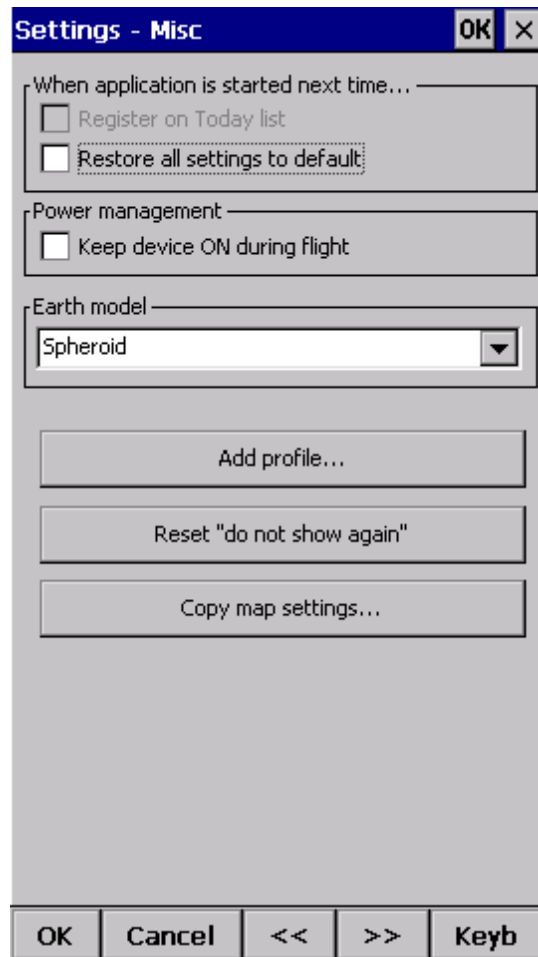 Settings - Misc OK ×
When application is started next time...
Register on Today list
Restore all settings to default
Power management
Keep device ON during flight
Earth model
Spheroid
Add profile...
Reset "do not show again"
Copy map settings...
OK Cancel << >> Keyb